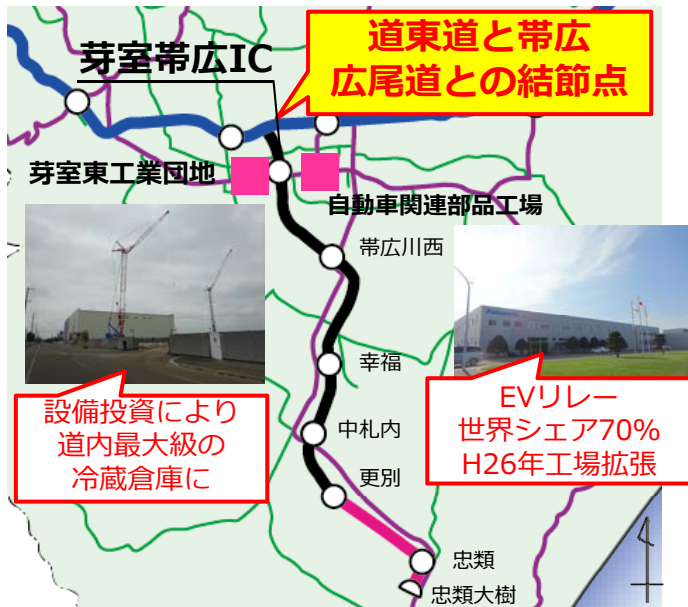 道東道と帯広
広尾道との結節点
芽室帯広IC
芽室東工業団地
自動車関連部品工場
帯広川西
幸福
中札内
更別
忠類
忠類大樹
設備投資により
道内最大級の
冷蔵倉庫に
EVリレー
世界シェア70%
H26年工場拡張